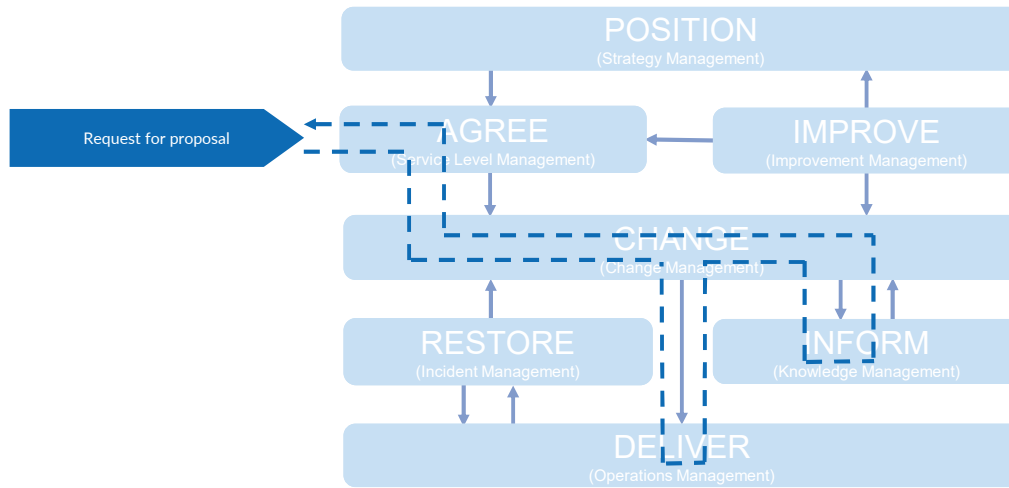 POSITION
(Strategy Management)
Request for proposal
AGREE
(Service Level Management)
IMPROVE
(Improvement Management)
CHANGE
(Change Management)
RESTORE
(Incident Management)
INFORM
(Knowledge Management)
DELIVER
(Operations Management)